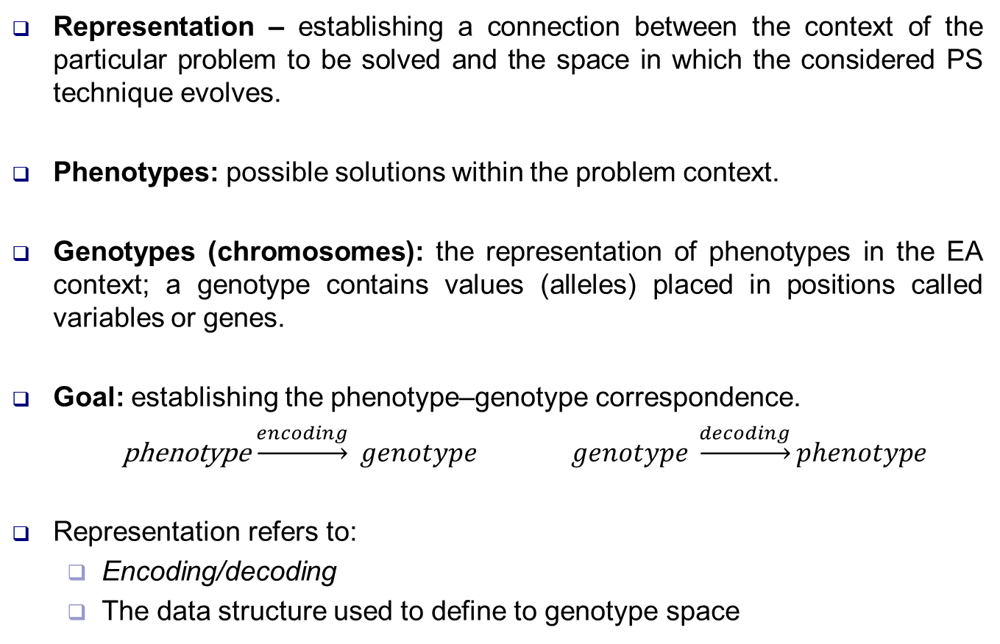 ❑ Representation – establishing a connection between the context of the
particular problem to be solved and the space in which the considered PS
technique evolves.
❑ Phenotypes: possible solutions within the problem context.
❑ Genotypes (chromosomes): the representation of phenotypes in the EA
context; a genotype contains values (alleles) placed in positions called
variables or genes.
❑ Goal: establishing the phenotype–genotype correspondence.
encoding decoding
phenotype ⟶ genotype genotype ⟶ phenotype
❑ Representation refers to:
❑ Encoding/decoding
❑ The data structure used to define to genotype space